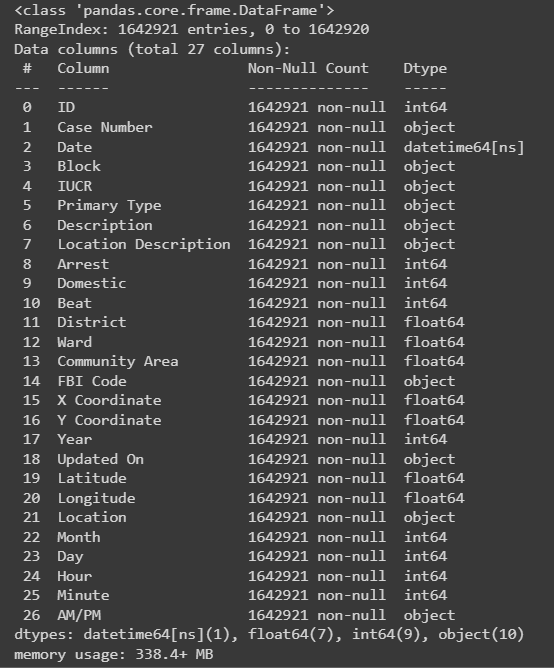 <class 'pandas.core.frame.DataFrame'>
RangeIndex: 1642921 entries, 0 to 1642920
Data columns (total 27 columns):
 #   Column                Non-Null Count    Dtype
---  ------                --------------    -----
 0   ID                    1642921 non-null  int64
 1   Case Number           1642921 non-null  object
 2   Date                  1642921 non-null  datetime64[ns]
 3   Block                 1642921 non-null  object
 4   IUCR                  1642921 non-null  object
 5   Primary Type          1642921 non-null  object
 6   Description           1642921 non-null  object
 7   Location Description  1642921 non-null  object
 8   Arrest                1642921 non-null  int64
 9   Domestic              1642921 non-null  int64
 10  Beat                  1642921 non-null  int64
 11  District              1642921 non-null  float64
 12  Ward                  1642921 non-null  float64
 13  Community Area        1642921 non-null  float64
 14  FBI Code              1642921 non-null  object
 15  X Coordinate          1642921 non-null  float64
 16  Y Coordinate          1642921 non-null  float64
 17  Year                  1642921 non-null  int64
 18  Updated On            1642921 non-null  object
 19  Latitude              1642921 non-null  float64
 20  Longitude             1642921 non-null  float64
 21  Location              1642921 non-null  object
 22  Month                 1642921 non-null  int64
 23  Day                   1642921 non-null  int64
 24  Hour                  1642921 non-null  int64
 25  Minute                1642921 non-null  int64
 26  AM/PM                 1642921 non-null  object
dtypes: datetime64[ns](1), float64(7), int64(9), object(10)
memory usage: 338.4+ MB